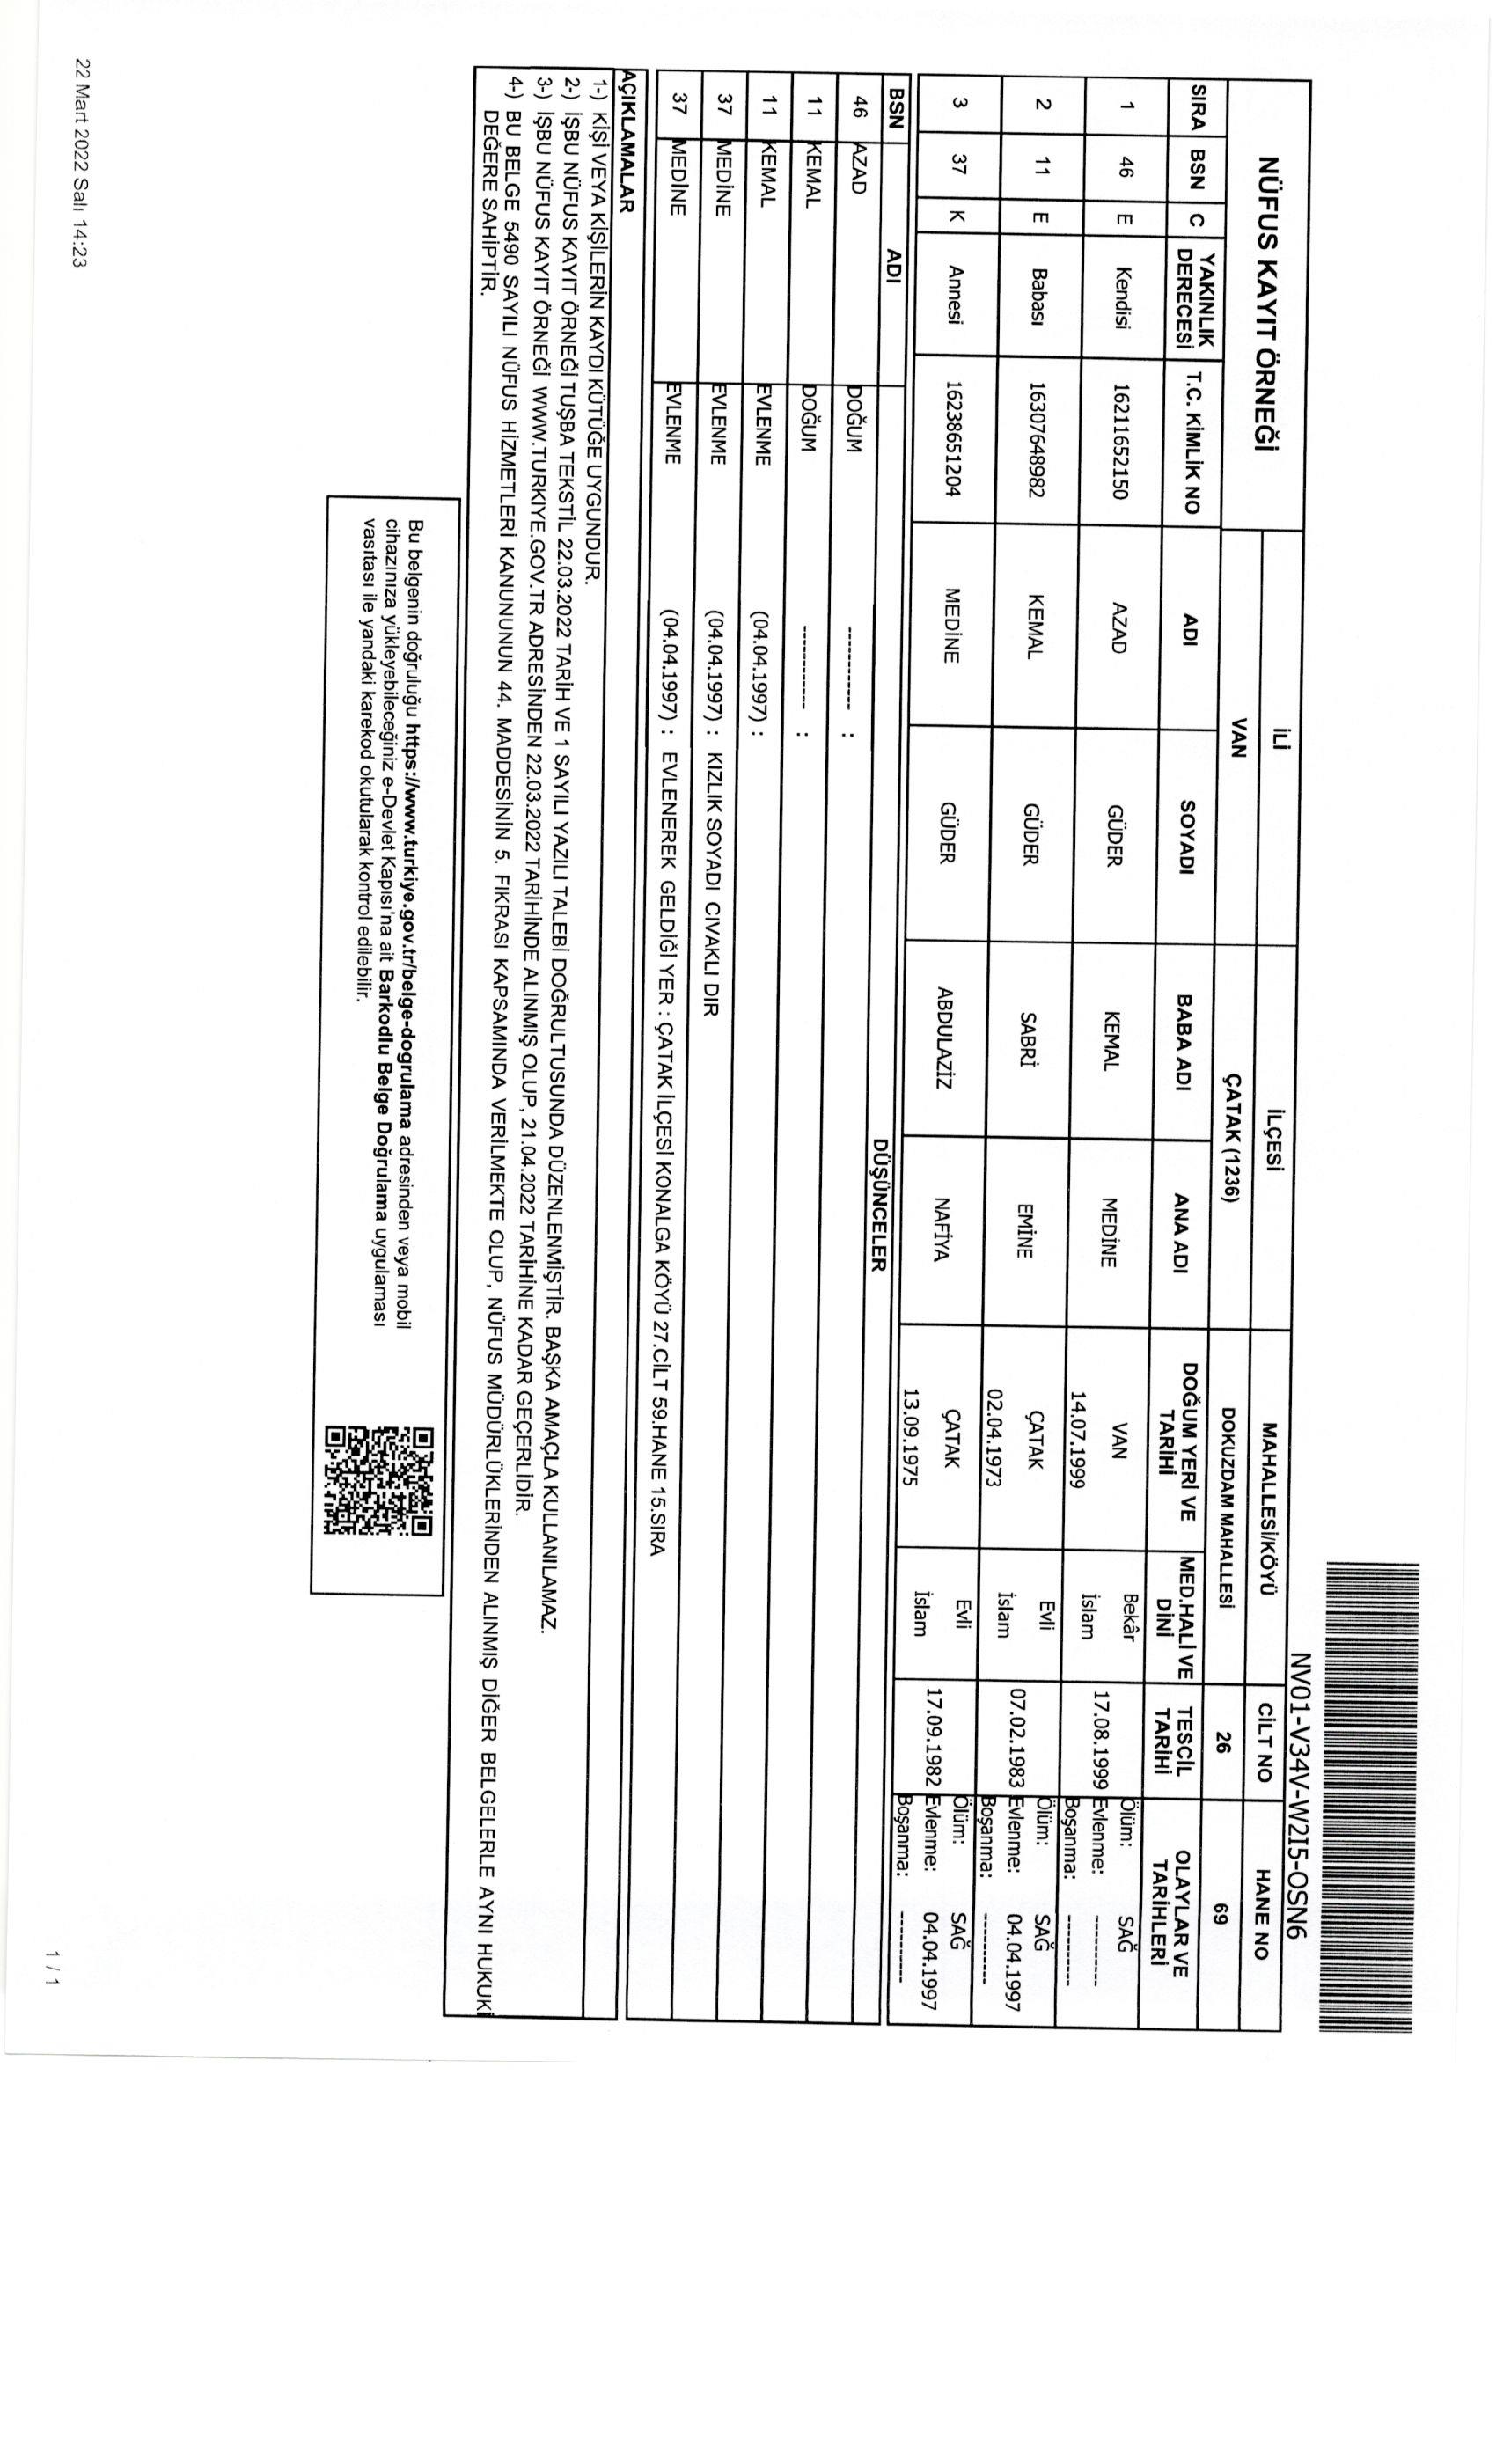 NV01-V34V-W2I5-OSN6
NÜFUS KAYIT ÖRNEĞİ
İLİ İLÇESİ MAHALLESİ/KÖYÜ CİLT NO HANE NO
VAN ÇATAK (1236) DOKUZDAM MAHALLESİ 26 69
SIRA BSN C YAKINLIK DERECESİ T.C. KİMLİK NO ADI SOYADI BABA ADI ANA ADI DOĞUM YERİ VE TARİHİ MED.HALİ VE DİNİ TESCİL TARİHİ OLAYLAR VE TARİHLERİ
1 46 E Kendisi 16211652150 AZAD GÜDER KEMAL MEDİNE VAN 14.07.1999 Bekâr İslam 17.08.1999 Ölüm: SAĞ Evlenme: ---------- Boşanma: ----------
2 11 E Babası 16307648982 KEMAL GÜDER SABRİ EMİNE ÇATAK 02.04.1973 Evli İslam 07.02.1983 Ölüm: SAĞ Evlenme: 04.04.1997 Boşanma: ----------
3 37 K Annesi 16238651204 MEDİNE GÜDER ABDULAZİZ NAFİYA ÇATAK 13.09.1975 Evli İslam 17.09.1982 Ölüm: SAĞ Evlenme: 04.04.1997 Boşanma: ----------
BSN ADI DÜŞÜNCELER
46 AZAD DOĞUM ----------- :
11 KEMAL DOĞUM ----------- :
11 KEMAL EVLENME (04.04.1997) :
37 MEDİNE EVLENME (04.04.1997) : KIZLIK SOYADI CIVAKLI DIR
37 MEDİNE EVLENME (04.04.1997) : EVLENEREK GELDİĞİ YER : ÇATAK İLÇESİ KONALGA KÖYÜ 27.CİLT 59.HANE 15.SIRA
AÇIKLAMALAR
1-) KİŞİ VEYA KİŞİLERİN KAYDI KÜTÜĞE UYGUNDUR.
2-) İŞBU NÜFUS KAYIT ÖRNEĞİ TUŞBA TEKSTİL 22.03.2022 TARİH VE 1 SAYILI YAZILI TALEBİ DOĞRULTUSUNDA DÜZENLENMİŞTİR. BAŞKA AMAÇLA KULLANILAMAZ.
3-) İŞBU NÜFUS KAYIT ÖRNEĞİ WWW.TURKIYE.GOV.TR ADRESİNDEN 22.03.2022 TARİHİNDE ALINMIŞ OLUP, 21.04.2022 TARİHİNE KADAR GEÇERLİDİR.
4-) BU BELGE 5490 SAYILI NÜFUS HİZMETLERİ KANUNUNUN 44. MADDESİNİN 5. FIKRASI KAPSAMINDA VERİLMEKTE OLUP, NÜFUS MÜDÜRLÜKLERİNDEN ALINMIŞ DİĞER BELGELERLE AYNI HUKUKİ
DEĞERE SAHİPTİR.
Bu belgenin doğruluğu https://www.turkiye.gov.tr/belge-dogrulama adresinden veya mobil
cihazınıza yükleyebileceğiniz e-Devlet Kapısı'na ait Barkodlu Belge Doğrulama uygulaması
vasıtası ile yandaki karekod okutularak kontrol edilebilir.
22 Mart 2022 Salı 14:23
1 / 1